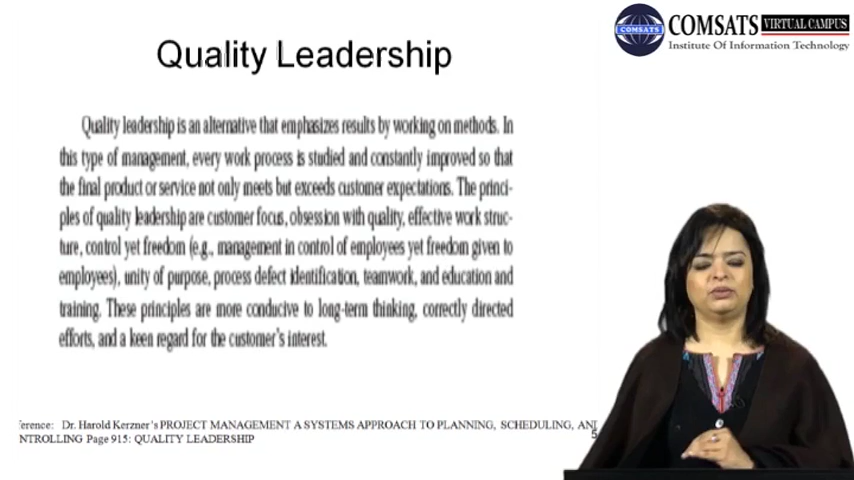 COMSATS VIRTUAL CAMPUS
Institute Of Information Technology
COMSATS
Quality Leadership
Quality leadership is an alternative that emphasizes results by working on methods. In
this type of management, every work process is studied and constantly improved so that
the final product or service not only meets but exceeds customer expectations. The princi-
ples of quality leadership are customer focus, obsession with quality, effective work struc-
ture, control yet freedom (e.g., management in control of employees yet freedom given to
employees), unity of purpose, process defect identification, teamwork, and education and
training. These principles are more conducive to long-term thinking, correctly directed
efforts, and a keen regard for the customer's interest.
ference: Dr. Harold Kerzner's PROJECT MANAGEMENT A SYSTEMS APPROACH TO PLANNING, SCHEDULING, AND
NTROLLING Page 915: QUALITY LEADERSHIP
5